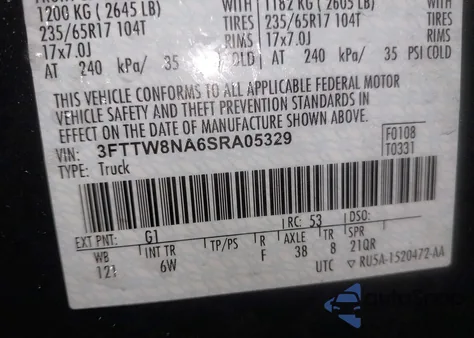 1200 KG ( 2645 LB) 1182 KG ( 2605 LB)
235/65R17 104T TIRES 235/65R17 104T TIRES
17x7.0J RIMS 17x7.0J RIMS
AT 240 kPa/ 35 COLD AT 240 kPa/ 35 PSI COLD
THIS VEHICLE CONFORMS TO ALL APPLICABLE FEDERAL MOTOR
VEHICLE SAFETY AND THEFT PREVENTION STANDARDS IN
EFFECT ON THE DATE OF MANUFACTURE SHOWN ABOVE.
VIN: 3FTTW8NA6SRA05329 F0108
TYPE: Truck T0331
EXT PNT: G1 RC: 53 DSO:
WB INT TR TP/PS R AXLE TR SPR
121 6W F 38 8 21QR
UTC ▽ RU5A-1520472-AA